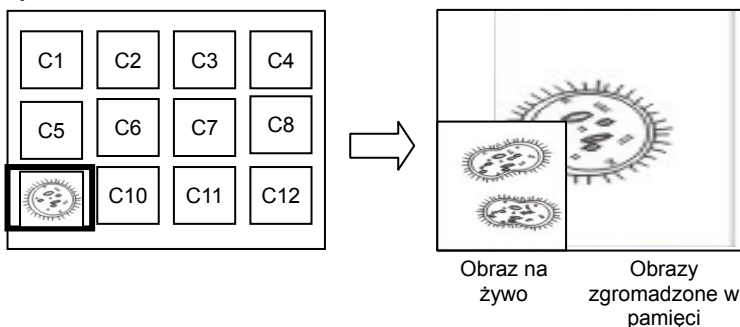 C1 C2 C3 C4
C5 C6 C7 C8
C10 C11 C12
Obraz na
żywo
Obrazy
zgromadzone w
pamięci